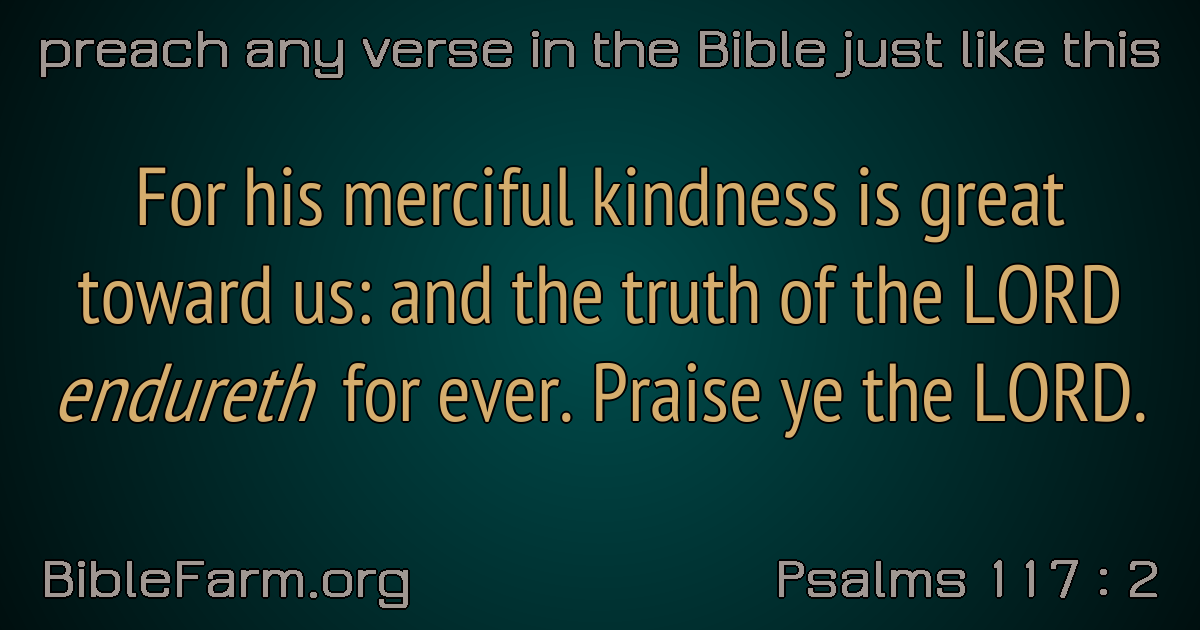 preach any verse in the Bible just like this
For his merciful kindness is great
toward us: and the truth of the LORD
endureth for ever. Praise ye the LORD.
BibleFarm.org
Psalms 117 : 2